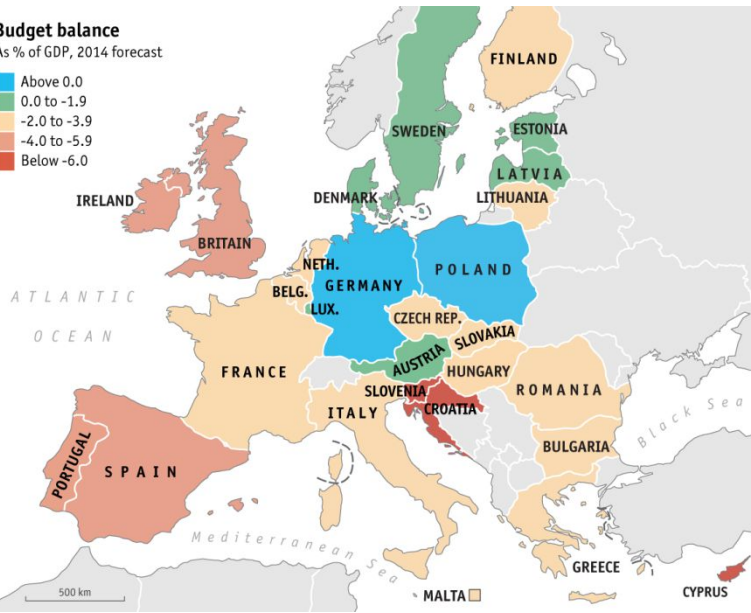 Budget balance
As % of GDP, 2014 forecast
Above 0.0
0.0 to -1.9
-2.0 to -3.9
-4.0 to -5.9
Below -6.0
FINLAND
SWEDEN
ESTONIA
LATVIA
LITHUANIA
DENMARK
IRELAND
BRITAIN
NETH.
GERMANY
POLAND
BELG.
LUX.
ATLANTIC
OCEAN
CZECH REP.
SLOVAKIA
AUSTRIA
HUNGARY
FRANCE
SLOVENIA
CROATIA
ROMANIA
ITALY
Black Sea
BULGARIA
PORTUGAL
SPAIN
Mediterranean Sea
GREECE
500 km
MALTA
CYPRUS